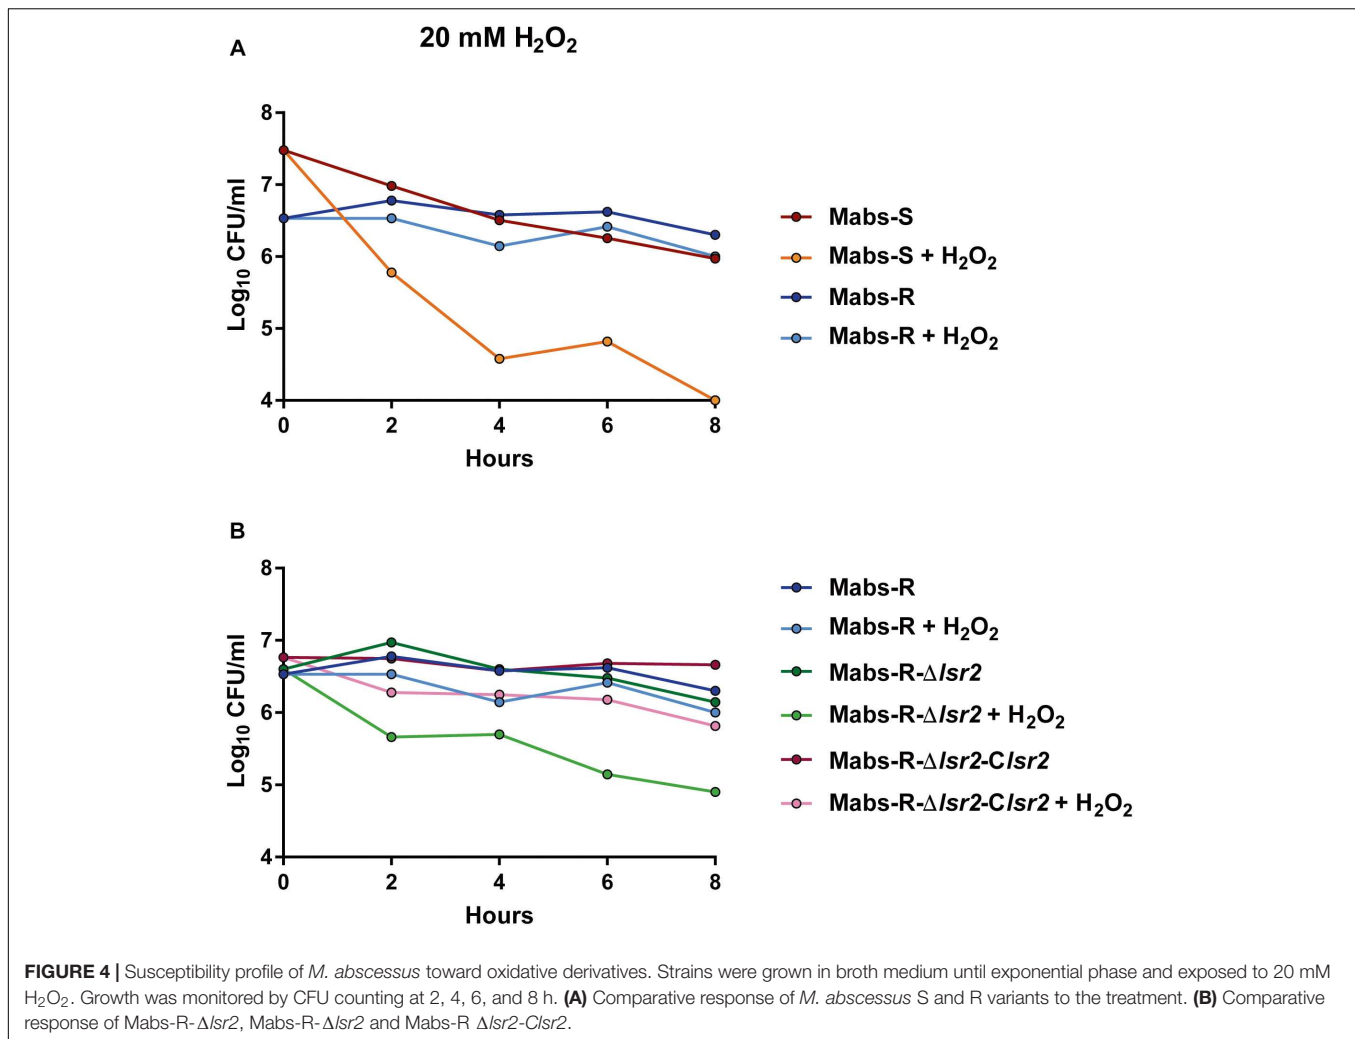 A
20 mM H₂O₂
8
7
6
5
4
Log₁₀ CFU/ml
0 2 4 6 8
Hours
Mabs-S
Mabs-S + H₂O₂
Mabs-R
Mabs-R + H₂O₂
B
8
7
6
5
4
Log₁₀ CFU/ml
0 2 4 6 8
Hours
Mabs-R
Mabs-R + H₂O₂
Mabs-R-Δlsr2
Mabs-R-Δlsr2 + H₂O₂
Mabs-R-Δlsr2-Clsr2
Mabs-R-Δlsr2-Clsr2 + H₂O₂
FIGURE 4 | Susceptibility profile of M. abscessus toward oxidative derivatives. Strains were grown in broth medium until exponential phase and exposed to 20 mM
H₂O₂. Growth was monitored by CFU counting at 2, 4, 6, and 8 h. (A) Comparative response of M. abscessus S and R variants to the treatment. (B) Comparative
response of Mabs-R-Δlsr2, Mabs-R-Δlsr2 and Mabs-R Δlsr2-Clsr2.